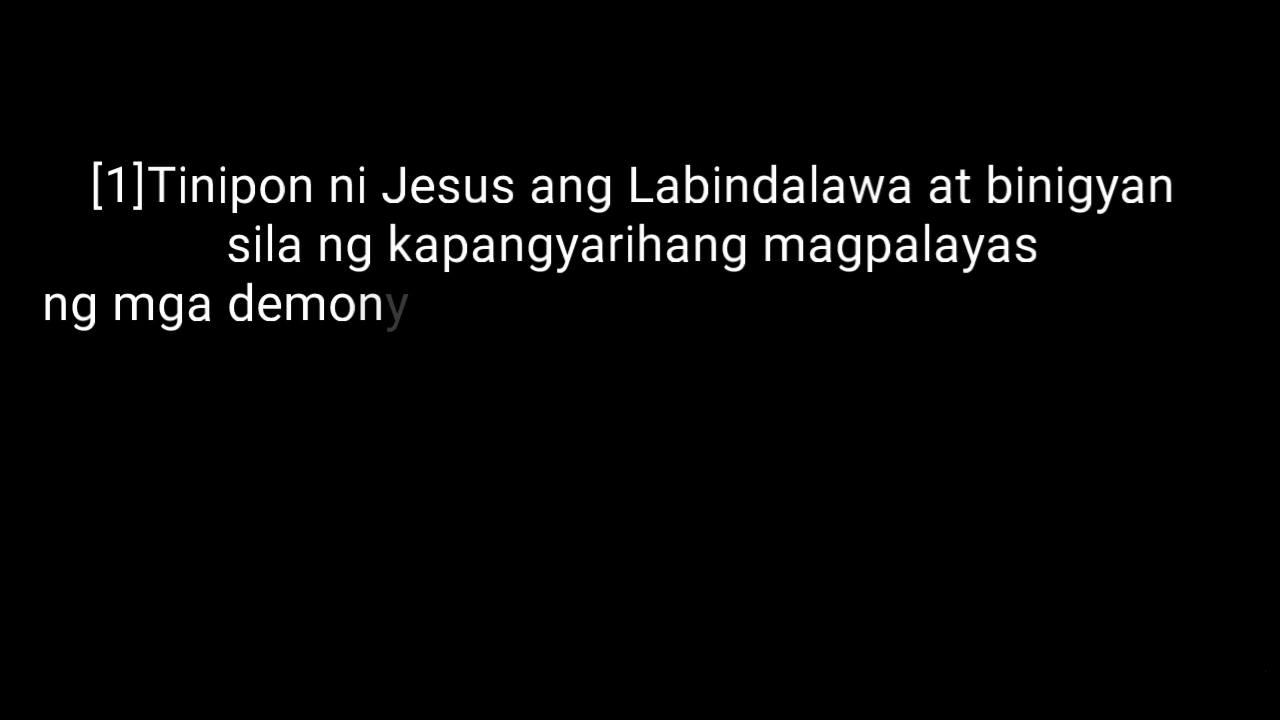 [1]Tinipon ni Jesus ang Labindalawa at binigyan
sila ng kapangyarihang magpalayas
ng mga demony